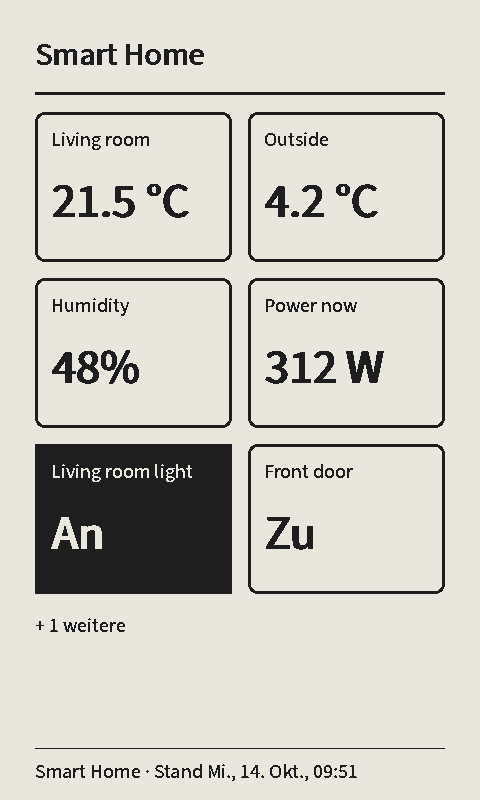 Smart Home
Living room
21.5 °C
Outside
4.2 °C
Humidity
48%
Power now
312 W
Living room light
An
Front door
Zu
+ 1 weitere
Smart Home · Stand Mi., 14. Okt., 09:51